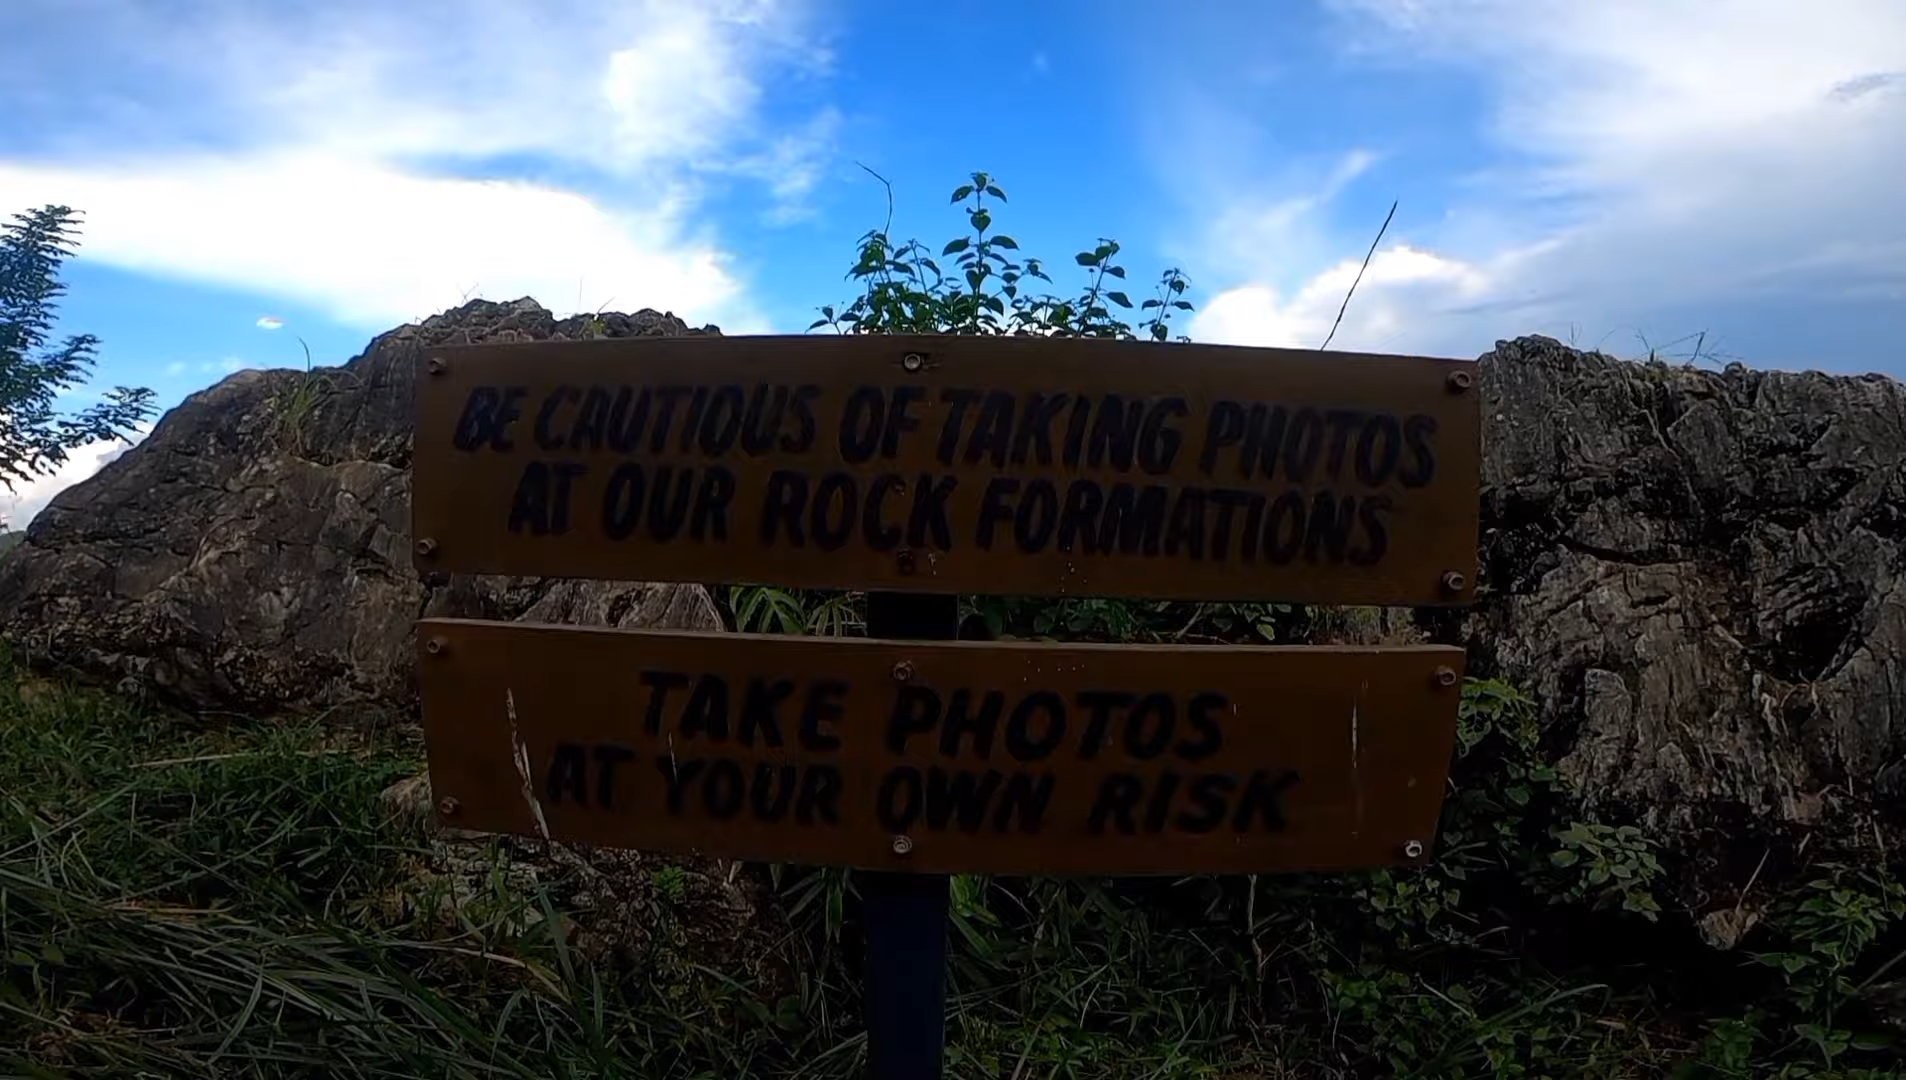 BE CAUTIOUS OF TAKING PHOTOS
AT OUR ROCK FORMATIONS
TAKE PHOTOS
AT YOUR OWN RISK